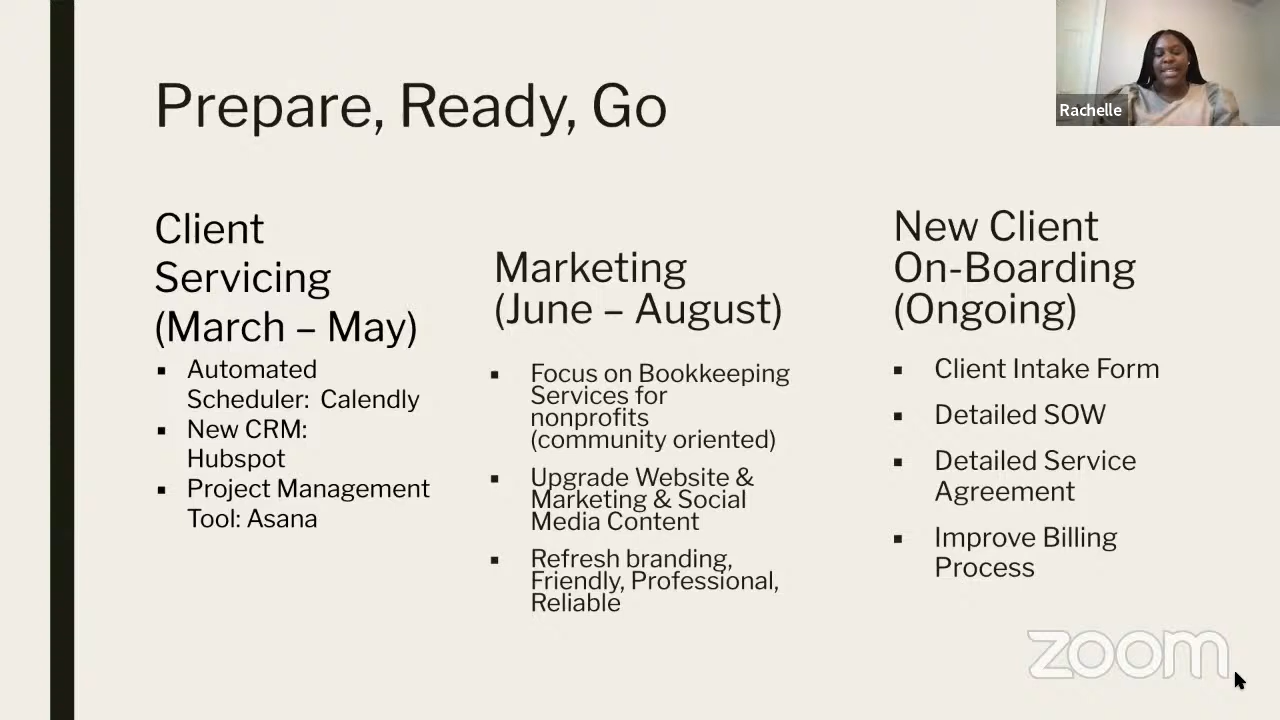 Prepare, Ready, Go
Rachelle
Client
Servicing
(March – May)
▪ Automated
Scheduler:  Calendly
▪ New CRM:
Hubspot
▪ Project Management
Tool: Asana
Marketing
(June – August)
▪ Focus on Bookkeeping
Services for
nonprofits
(community oriented)
▪ Upgrade Website &
Marketing & Social
Media Content
▪ Refresh branding,
Friendly, Professional,
Reliable
New Client
On-Boarding
(Ongoing)
▪ Client Intake Form
▪ Detailed SOW
▪ Detailed Service
Agreement
▪ Improve Billing
Process
zoom